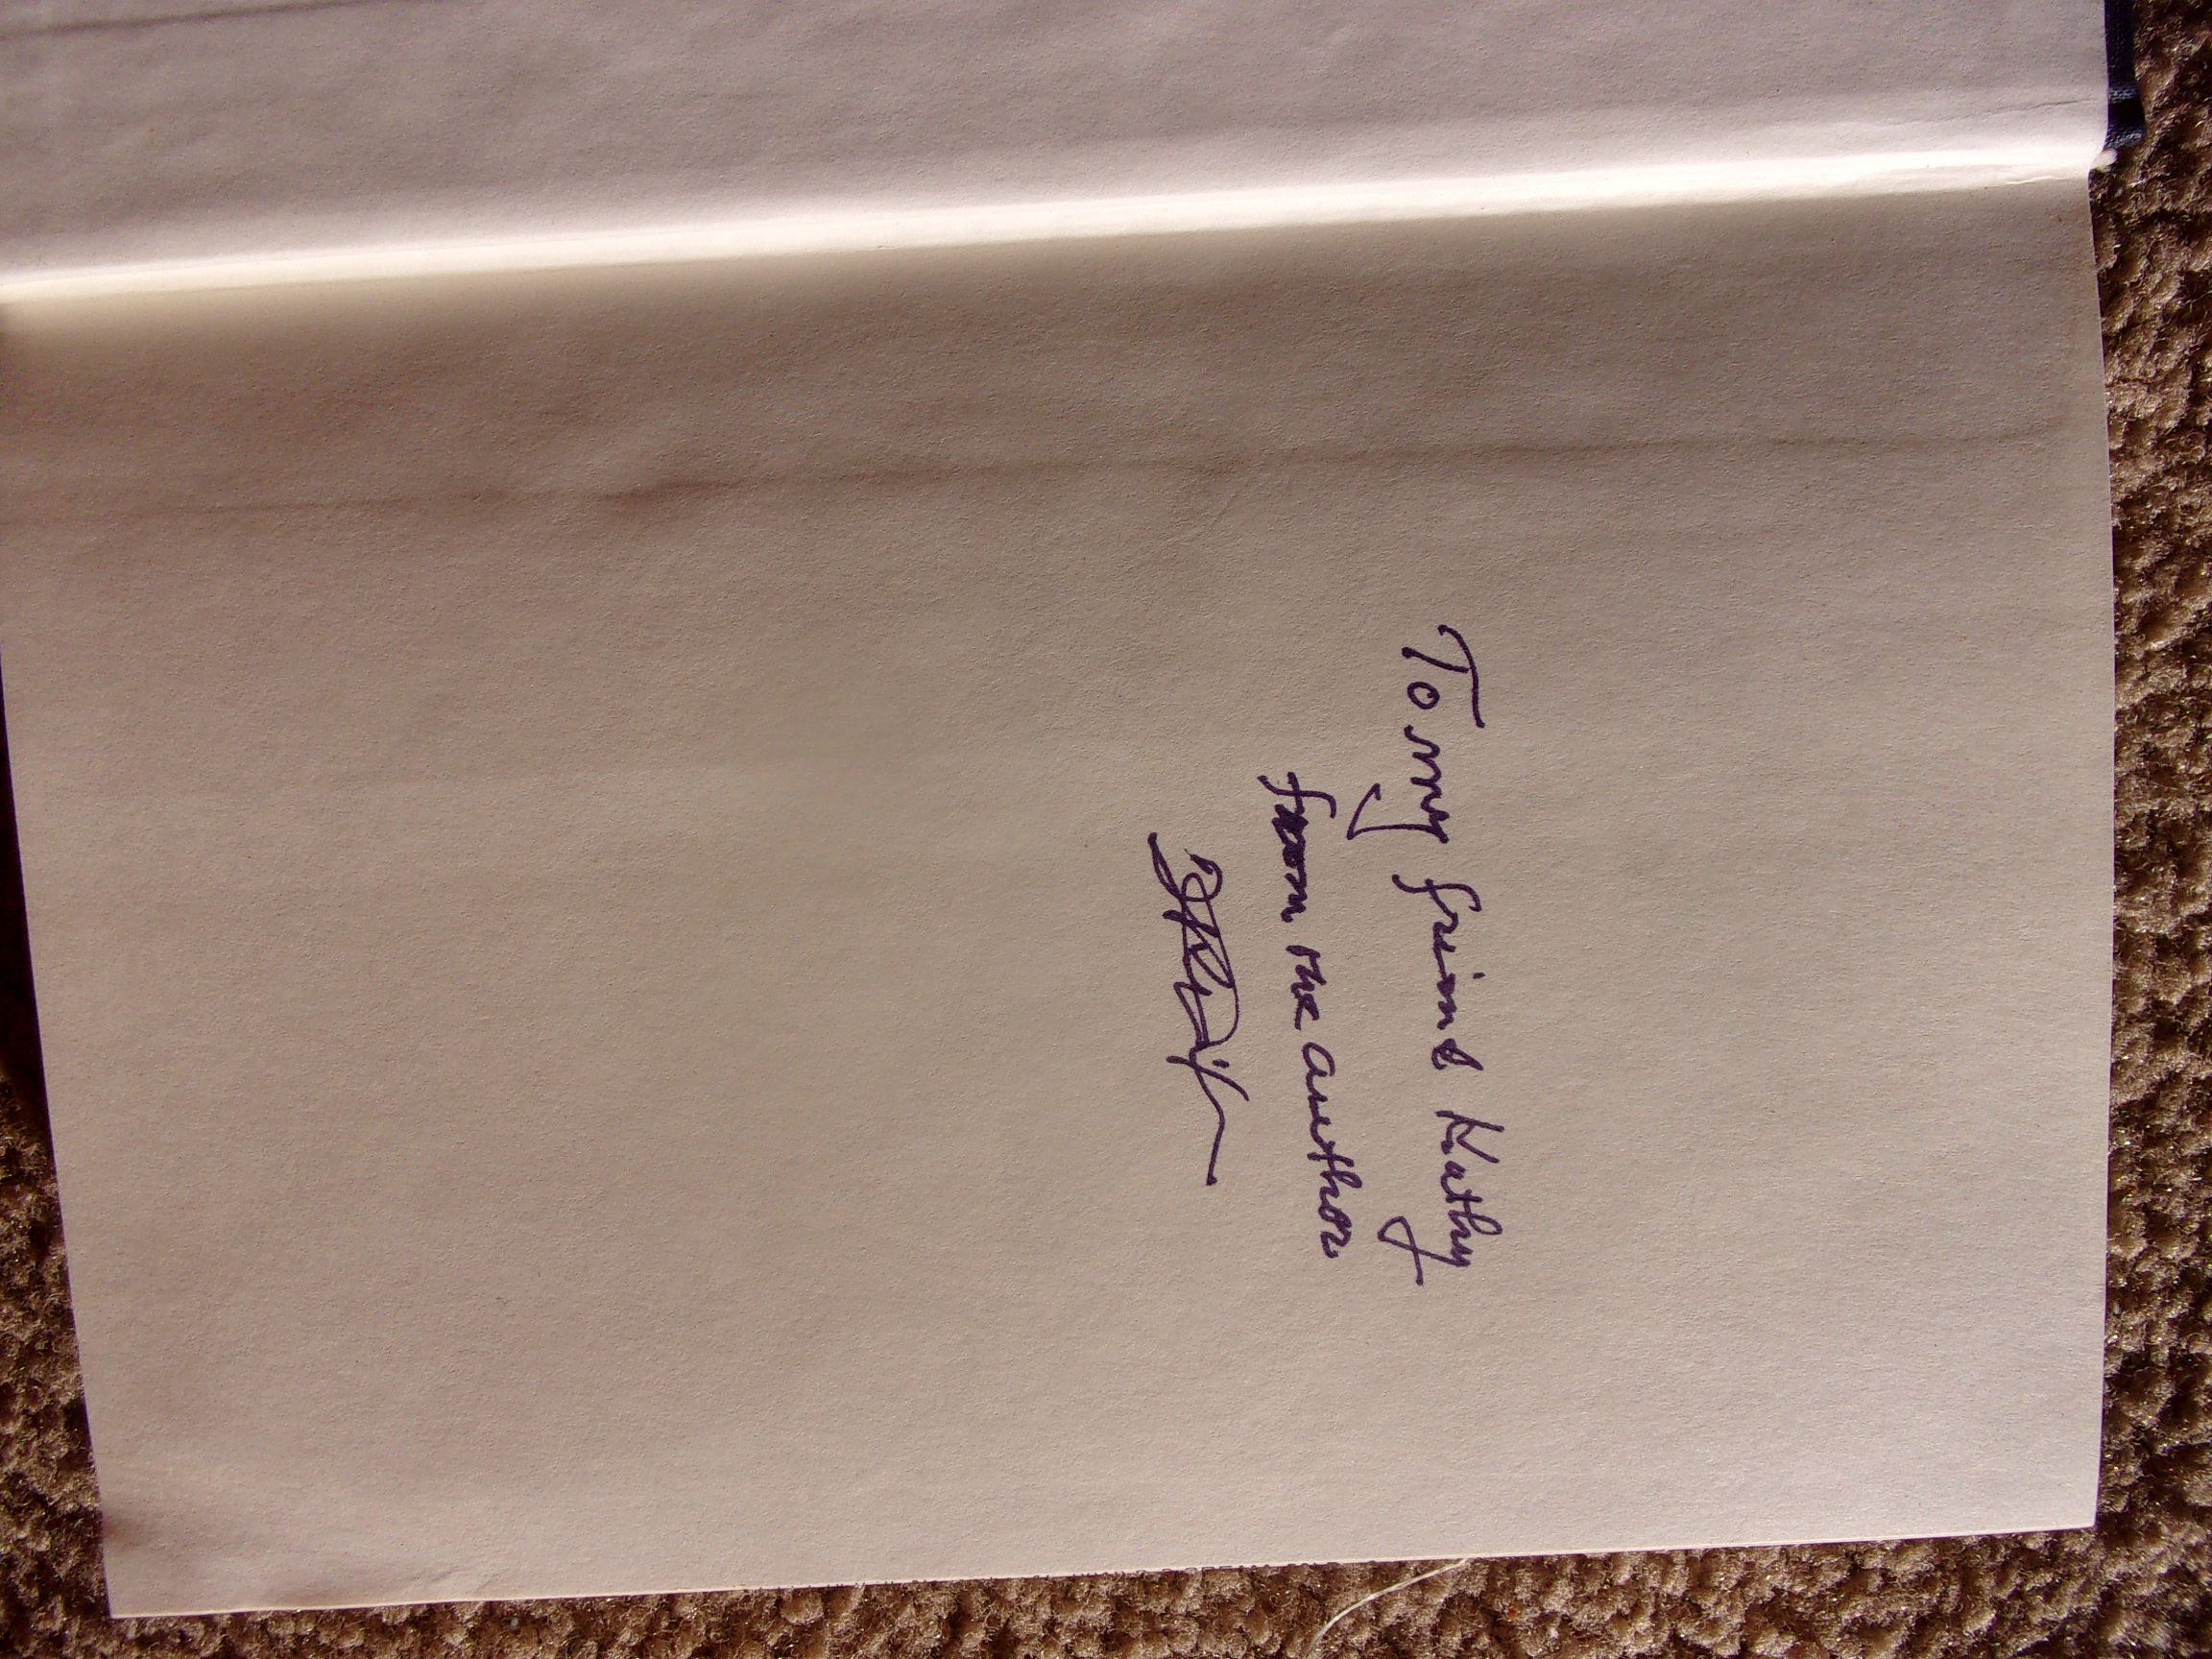 To my friend Kathy
from the author